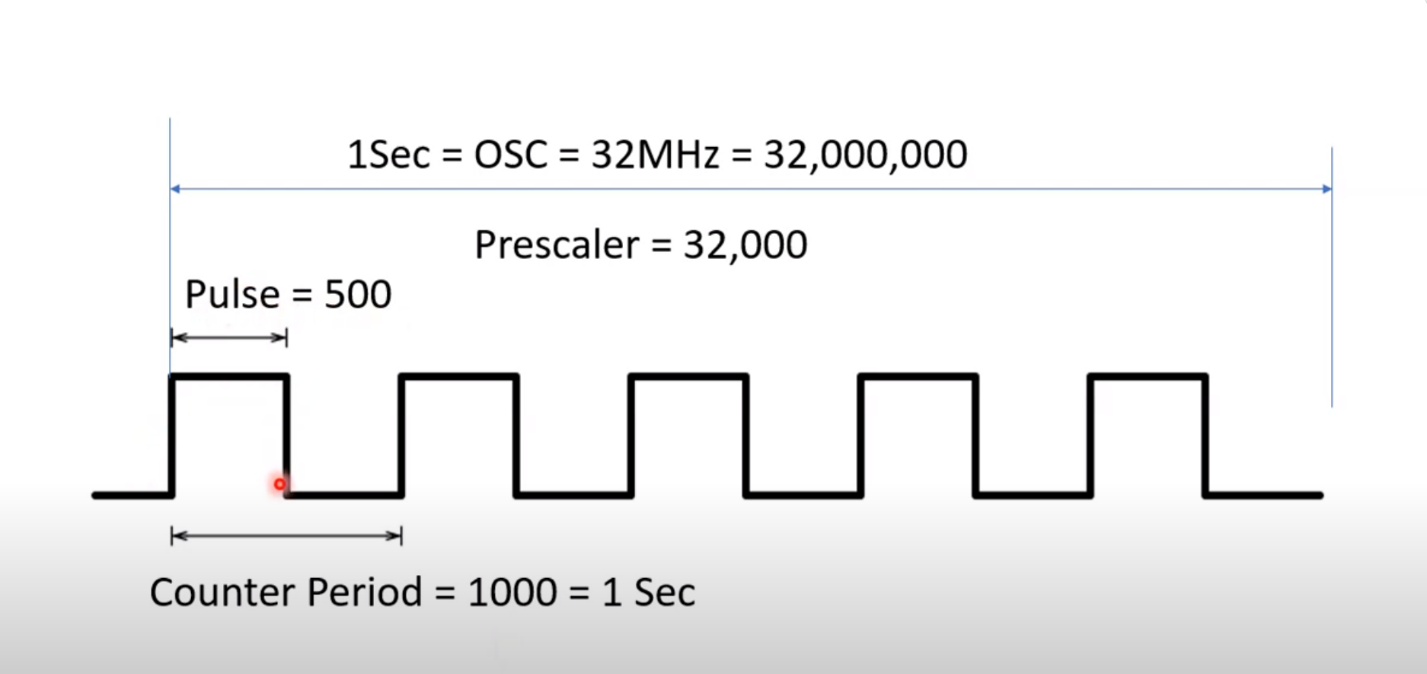 1Sec = OSC = 32MHz = 32,000,000
Prescaler = 32,000
Pulse = 500
Counter Period = 1000 = 1 Sec